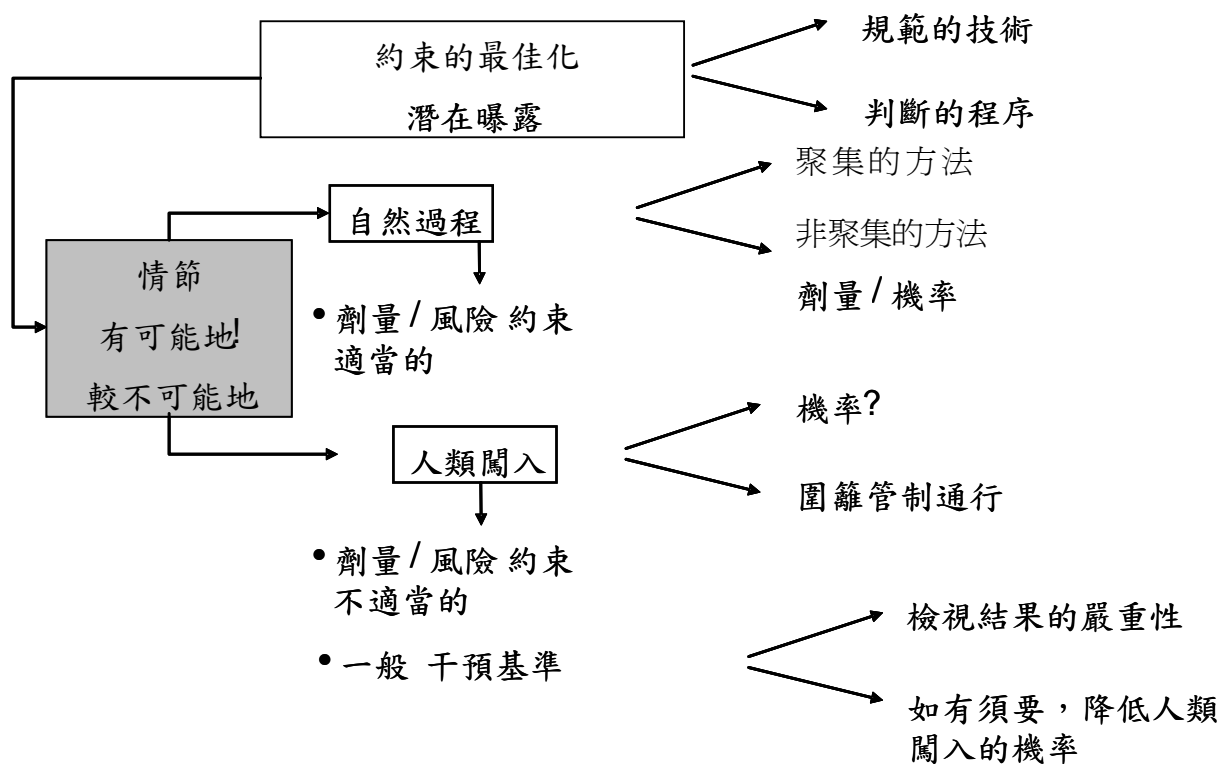 約束的最佳化
潛在曝露
規範的技術
判斷的程序
聚集的方法
自然過程
非聚集的方法
劑量 / 機率
情節
有可能地!
較不可能地
• 劑量 / 風險 約束
適當的
機率?
人類闖入
圍籬管制通行
• 劑量 / 風險 約束
不適當的
• 一般 干預基準
檢視結果的嚴重性
如有須要，降低人類
闖入的機率